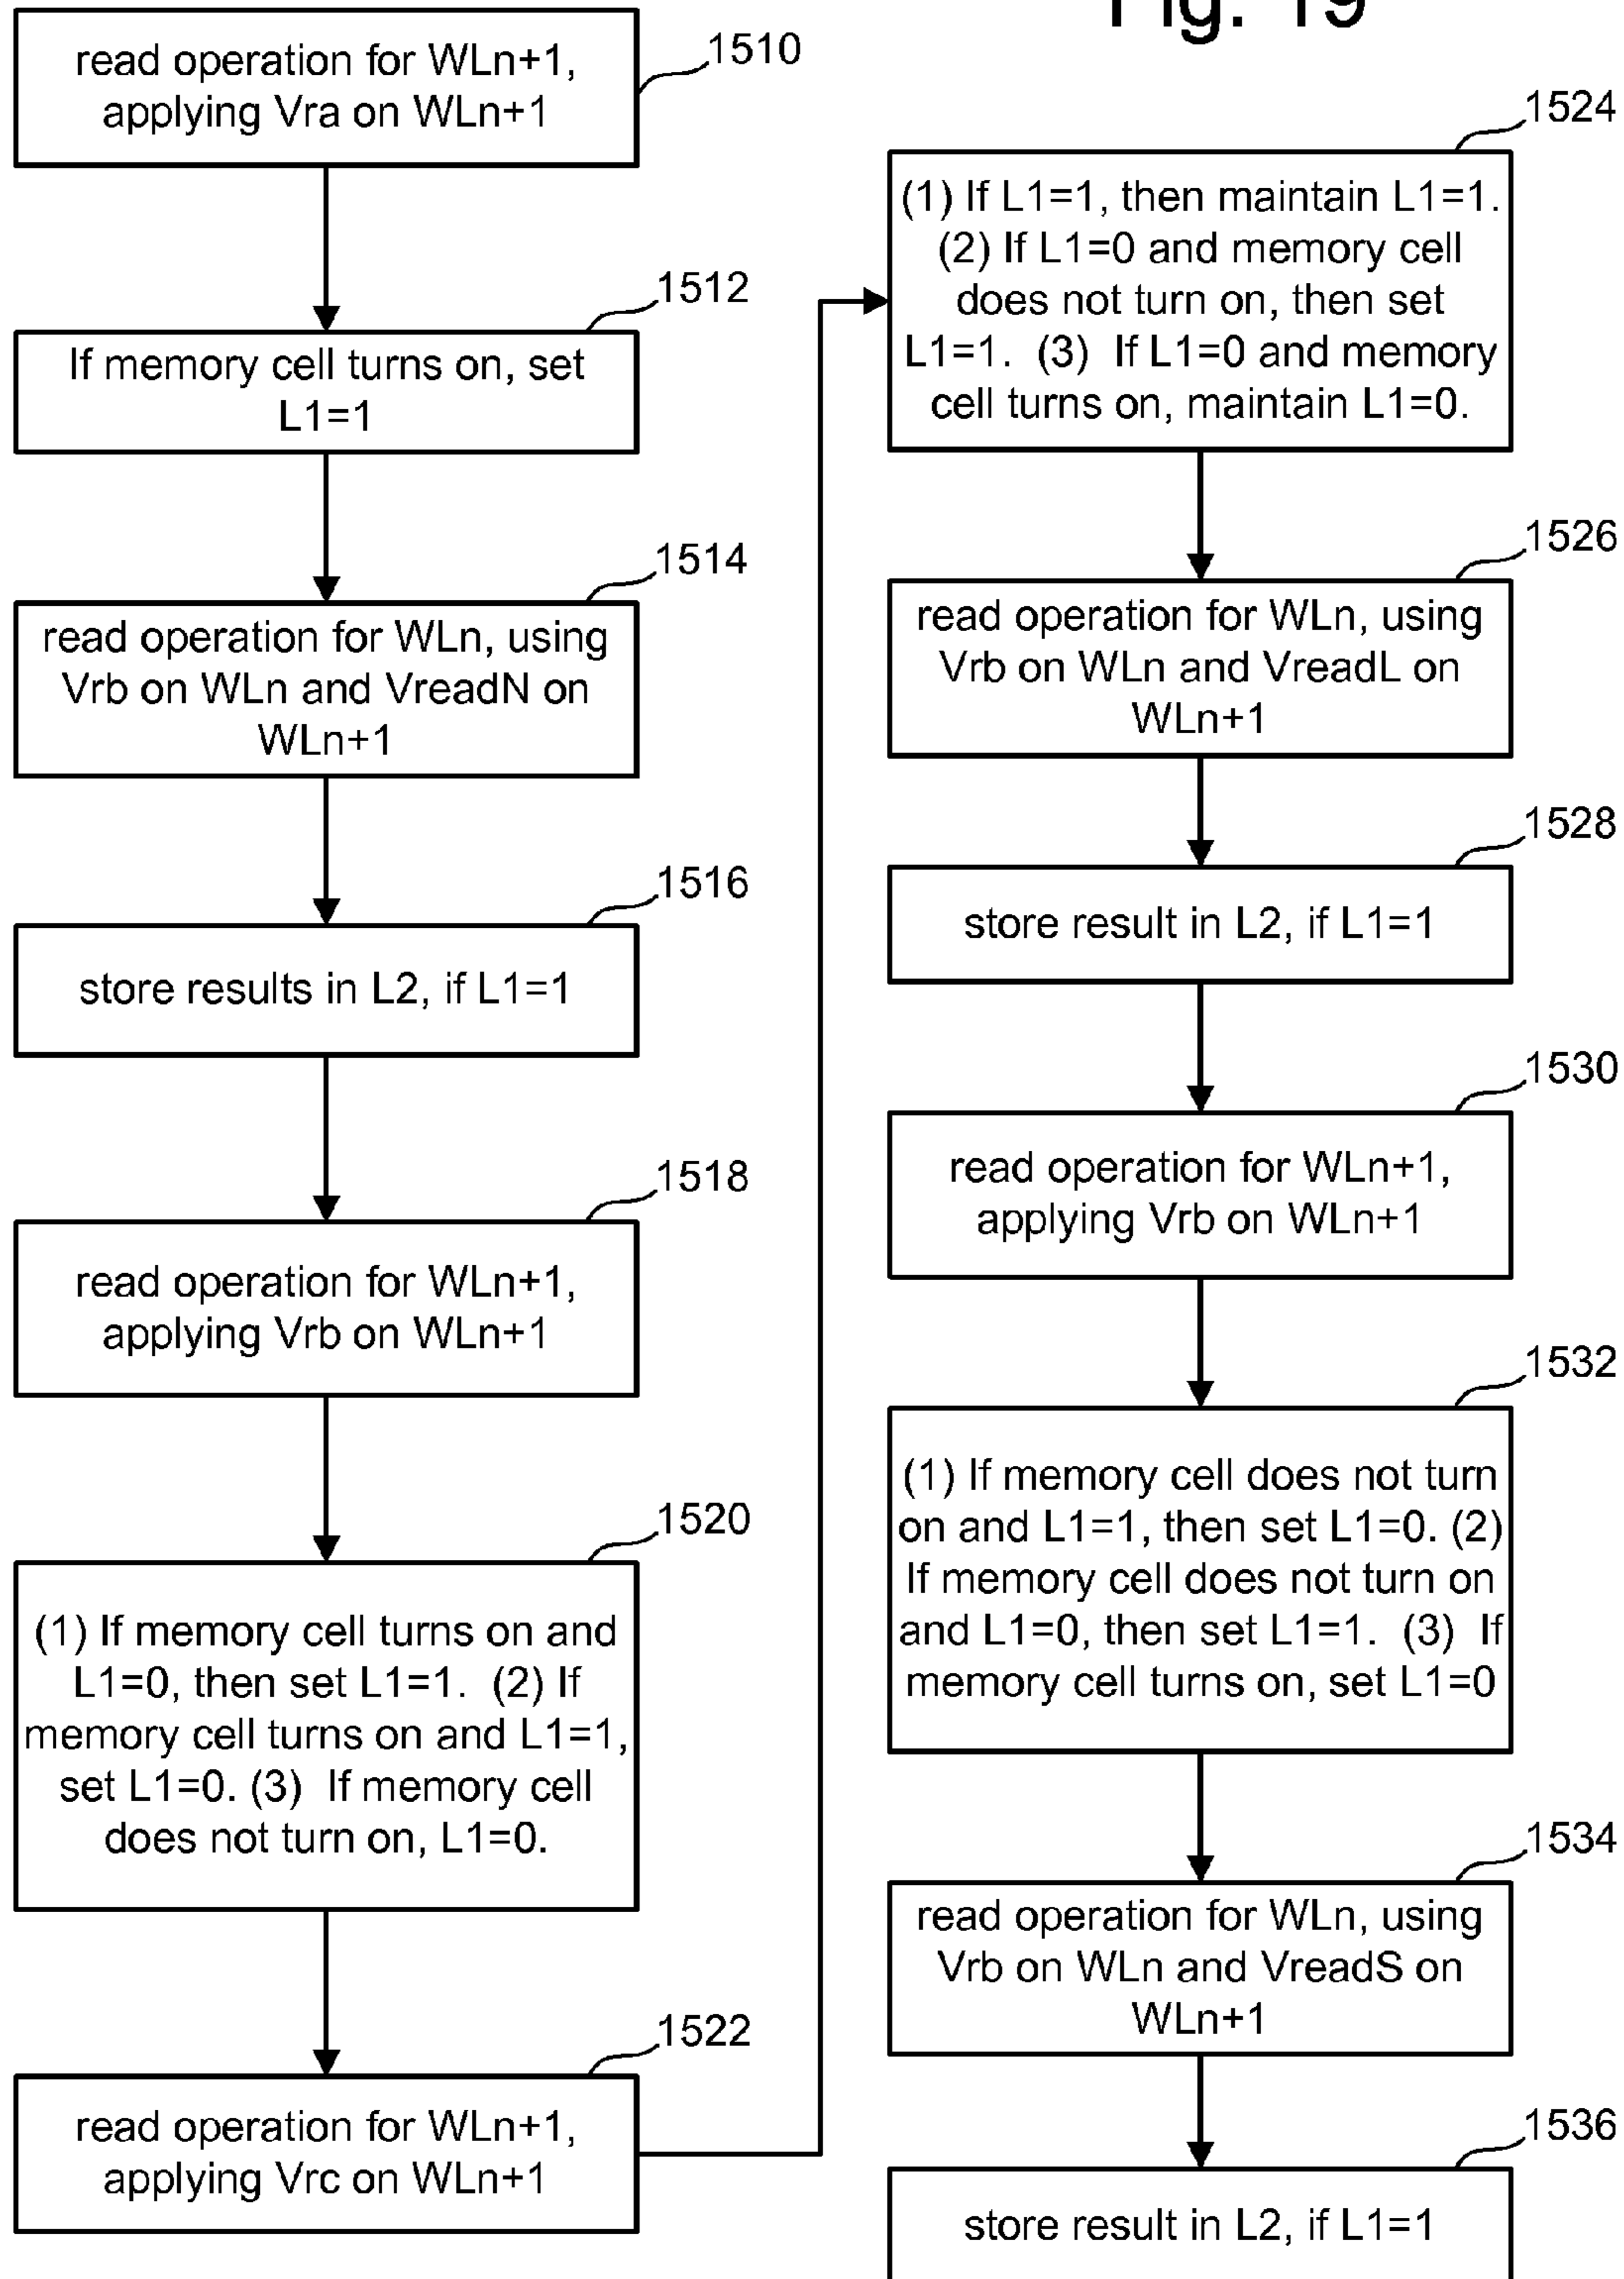 Fig. 19
1510
read operation for WLn+1,
applying Vra on WLn+1
1512
If memory cell turns on, set
L1=1
1514
read operation for WLn, using
Vrb on WLn and VreadN on
WLn+1
1516
store results in L2, if L1=1
1518
read operation for WLn+1,
applying Vrb on WLn+1
1520
(1) If memory cell turns on and
L1=0, then set L1=1. (2) If
memory cell turns on and L1=1,
set L1=0. (3) If memory cell
does not turn on, L1=0.
1522
read operation for WLn+1,
applying Vrc on WLn+1
1524
(1) If L1=1, then maintain L1=1.
(2) If L1=0 and memory cell
does not turn on, then set
L1=1. (3) If L1=0 and memory
cell turns on, maintain L1=0.
1526
read operation for WLn, using
Vrb on WLn and VreadL on
WLn+1
1528
store result in L2, if L1=1
1530
read operation for WLn+1,
applying Vrb on WLn+1
1532
(1) If memory cell does not turn
on and L1=1, then set L1=0. (2)
If memory cell does not turn on
and L1=0, then set L1=1. (3) If
memory cell turns on, set L1=0
1534
read operation for WLn, using
Vrb on WLn and VreadS on
WLn+1
1536
store result in L2, if L1=1